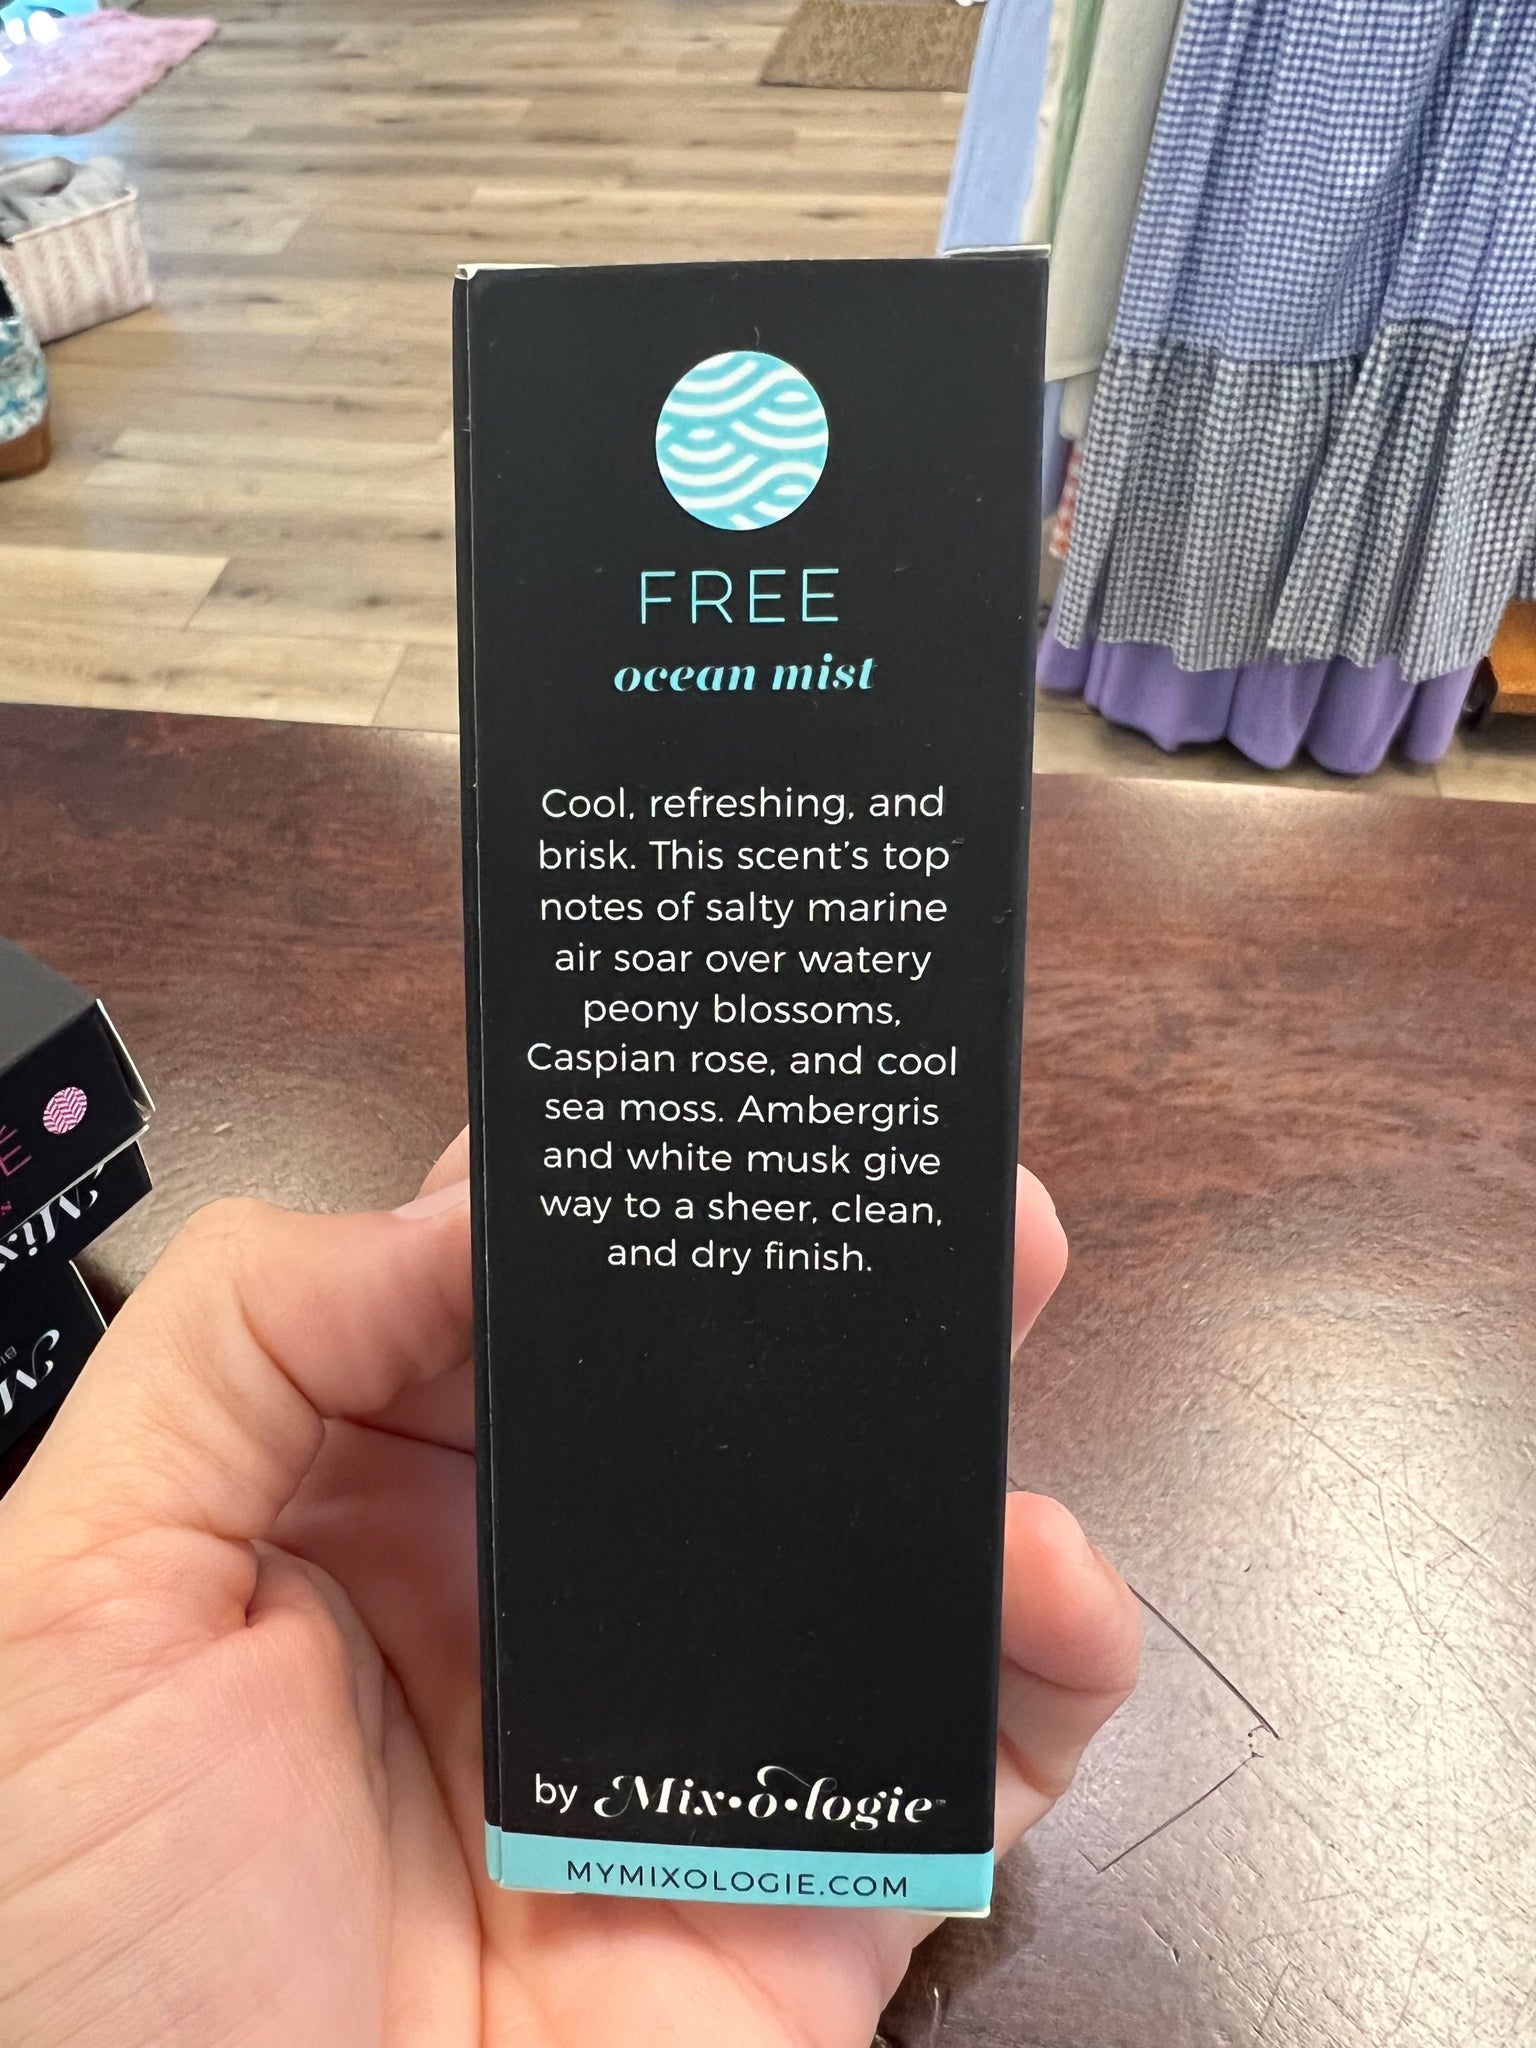 FREE
ocean mist
Cool, refreshing, and
brisk. This scent's top
notes of salty marine
air soar over watery
peony blossoms,
Caspian rose, and cool
sea moss. Ambergris
and white musk give
way to a sheer, clean,
and dry finish.
by Mix•o•logie™
MYMIXOLOGIE.COM